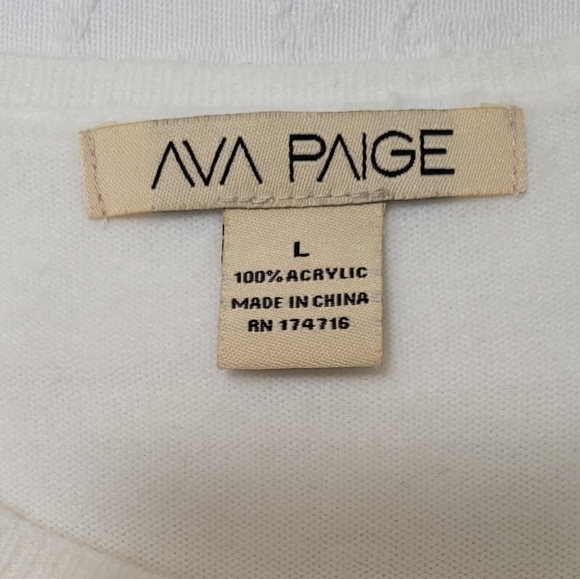 AVA PAIGE
L
100% ACRYLIC
MADE IN CHINA
RN 174716